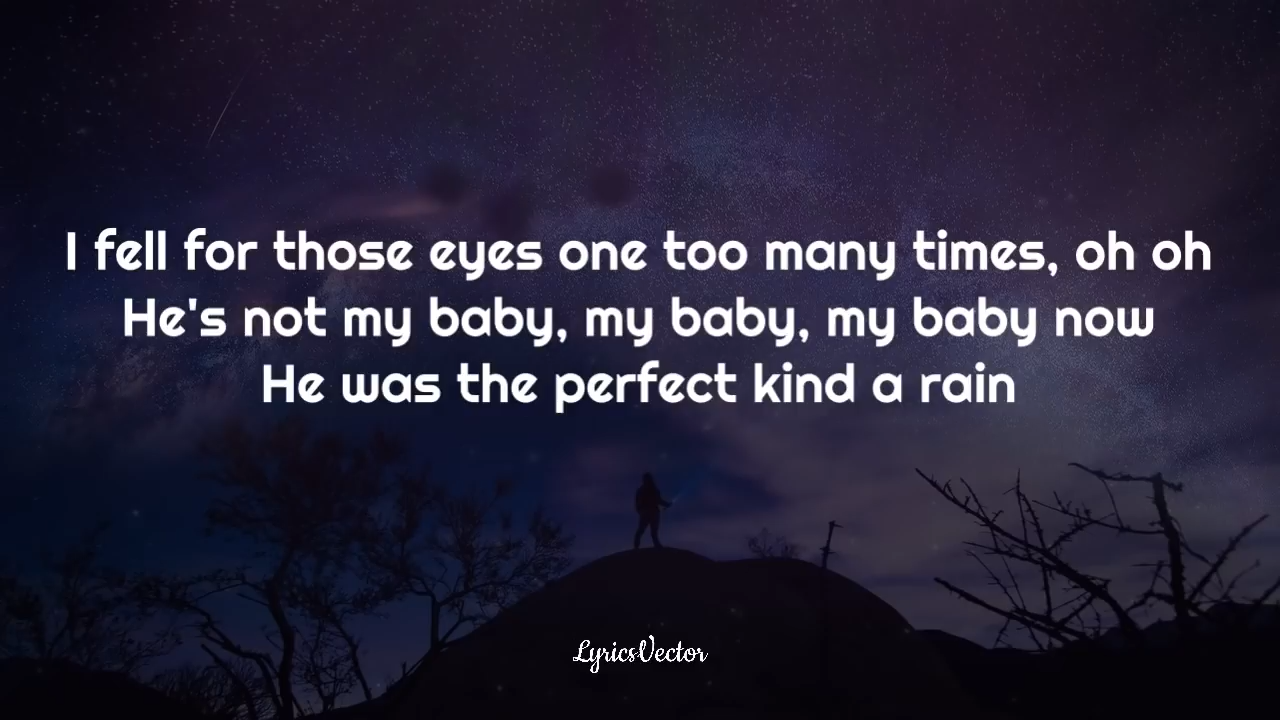 I fell for those eyes one too many times, oh oh
He's not my baby, my baby, my baby now
He was the perfect kind a rain
LyricsVector